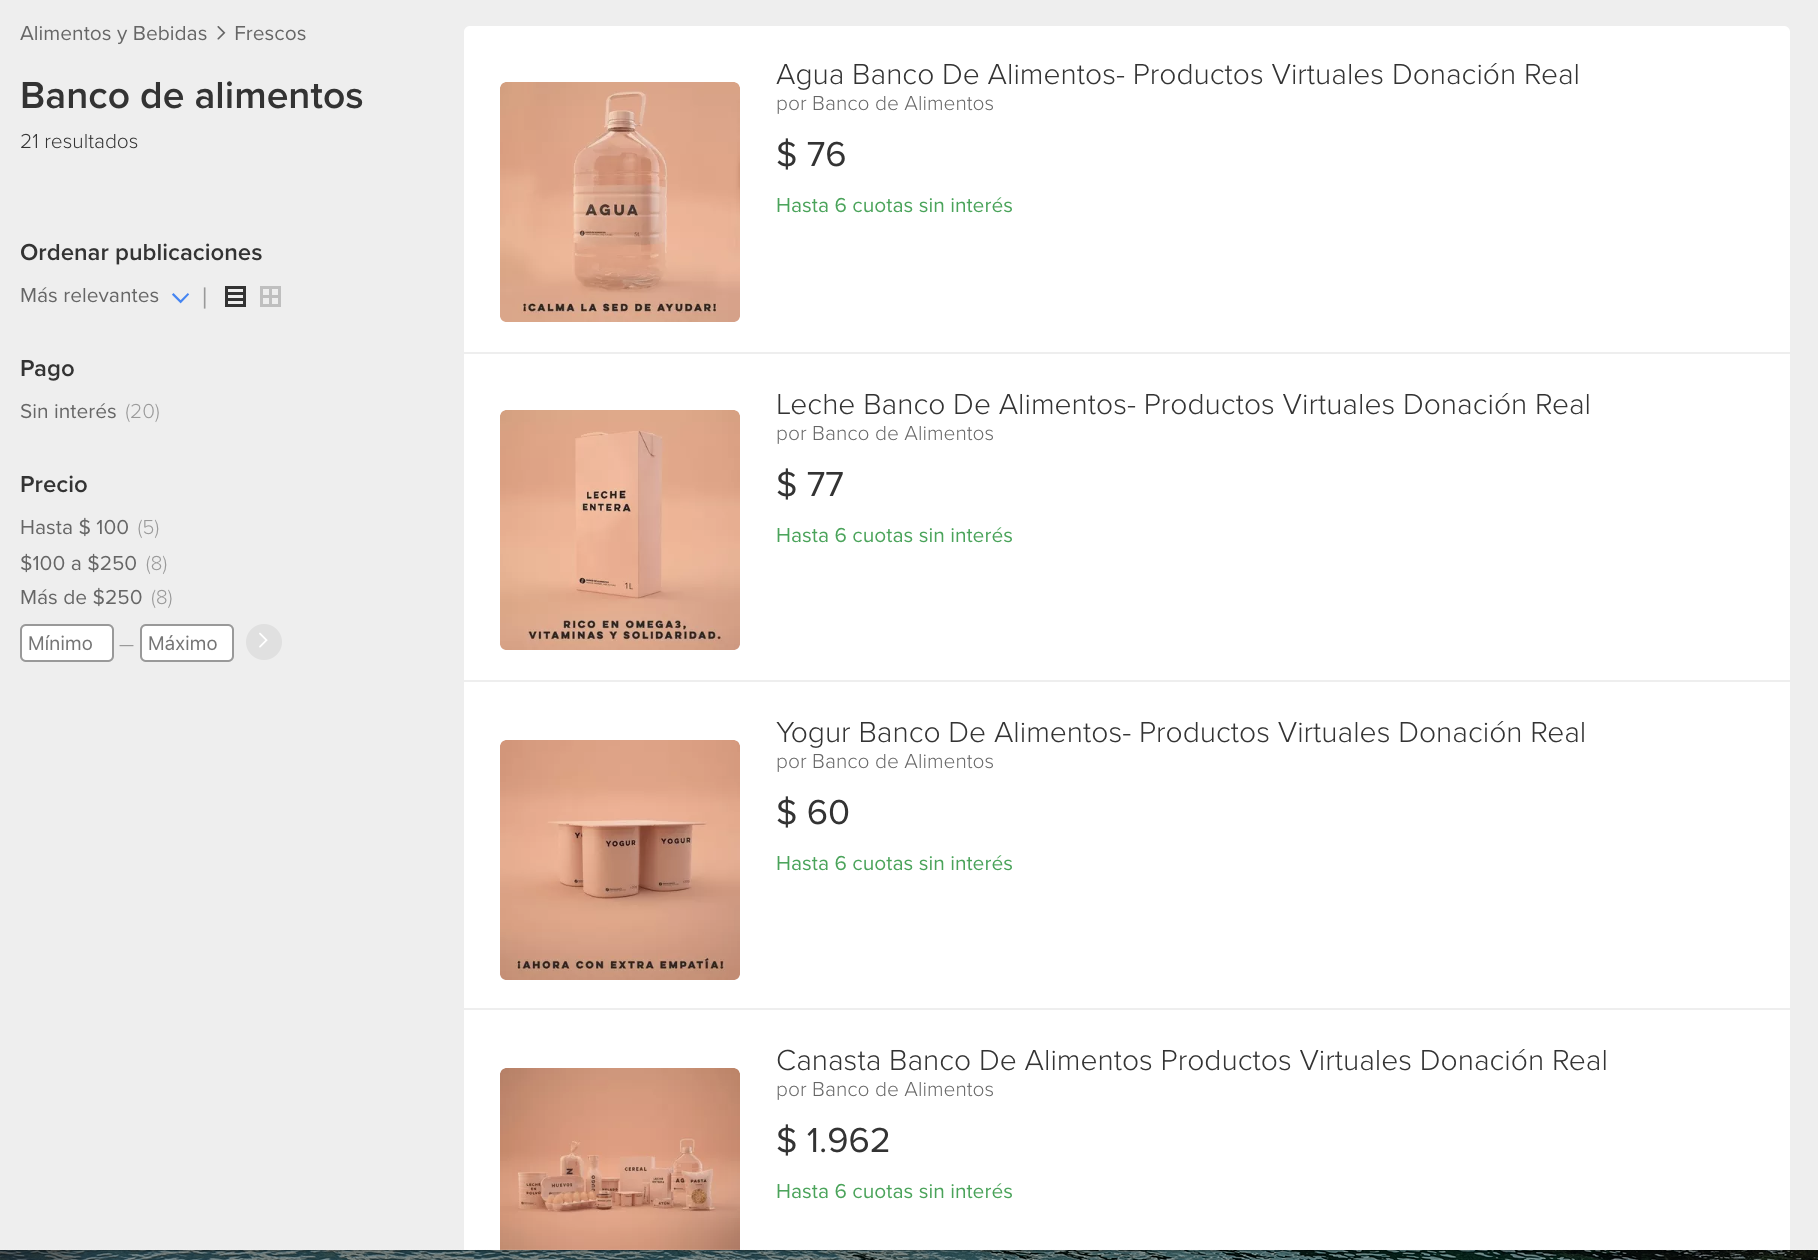 Alimentos y Bebidas > Frescos
Banco de alimentos
21 resultados
Ordenar publicaciones
Más relevantes |
Pago
Sin interés (20)
Precio
Hasta $ 100 (5)
$100 a $250 (8)
Más de $250 (8)
Mínimo — Máximo
AGUA
¡CALMA LA SED DE AYUDAR!
Agua Banco De Alimentos- Productos Virtuales Donación Real
por Banco de Alimentos
$ 76
Hasta 6 cuotas sin interés
LECHE
ENTERA
1L
RICO EN OMEGA3,
VITAMINAS Y SOLIDARIDAD.
Leche Banco De Alimentos- Productos Virtuales Donación Real
por Banco de Alimentos
$ 77
Hasta 6 cuotas sin interés
YOGUR
YOGUR
¡AHORA CON EXTRA EMPATÍA!
Yogur Banco De Alimentos- Productos Virtuales Donación Real
por Banco de Alimentos
$ 60
Hasta 6 cuotas sin interés
CEREAL
LECHE
HUEVOS
JUGO
AG
PASTA
Canasta Banco De Alimentos Productos Virtuales Donación Real
por Banco de Alimentos
$ 1.962
Hasta 6 cuotas sin interés